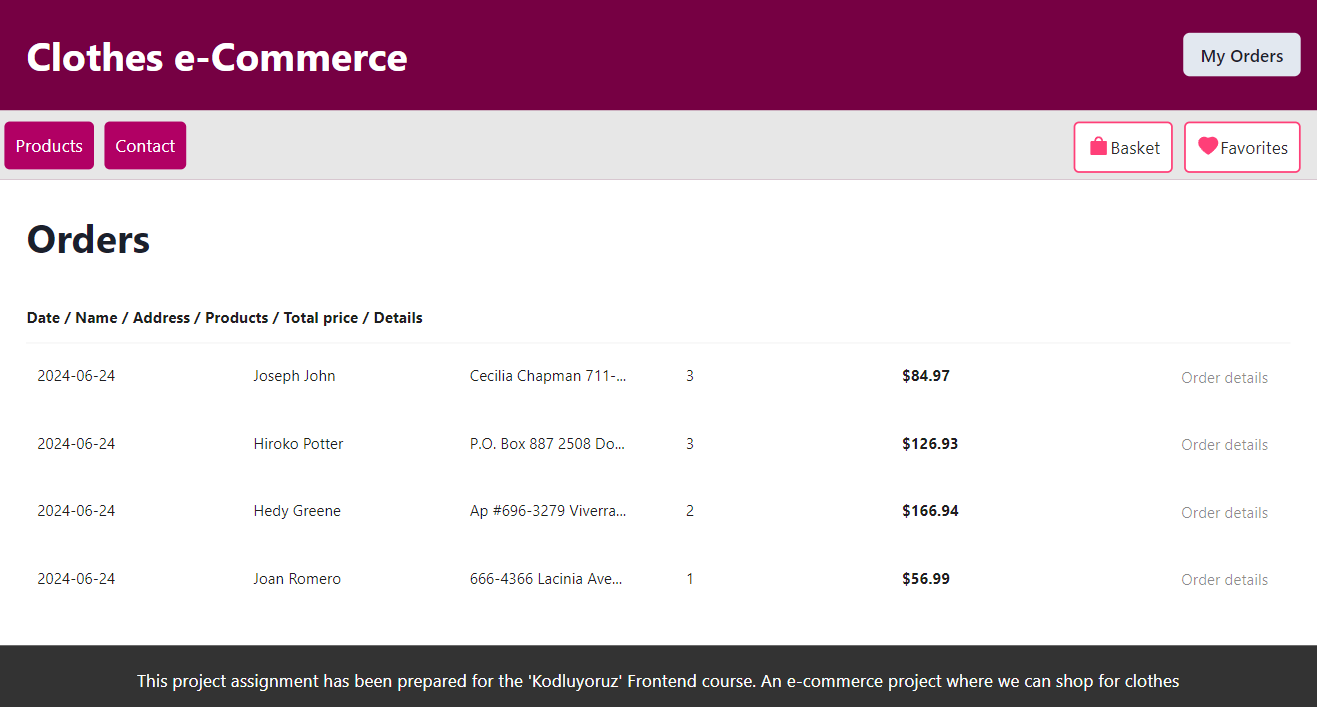 Clothes e-Commerce
My Orders
Products
Contact
Basket
Favorites
Orders
Date / Name / Address / Products / Total price / Details
2024-06-24 Joseph John Cecilia Chapman 711-... 3 $84.97 Order details
2024-06-24 Hiroko Potter P.O. Box 887 2508 Do... 3 $126.93 Order details
2024-06-24 Hedy Greene Ap #696-3279 Viverra... 2 $166.94 Order details
2024-06-24 Joan Romero 666-4366 Lacinia Ave... 1 $56.99 Order details
This project assignment has been prepared for the 'Kodluyoruz' Frontend course. An e-commerce project where we can shop for clothes